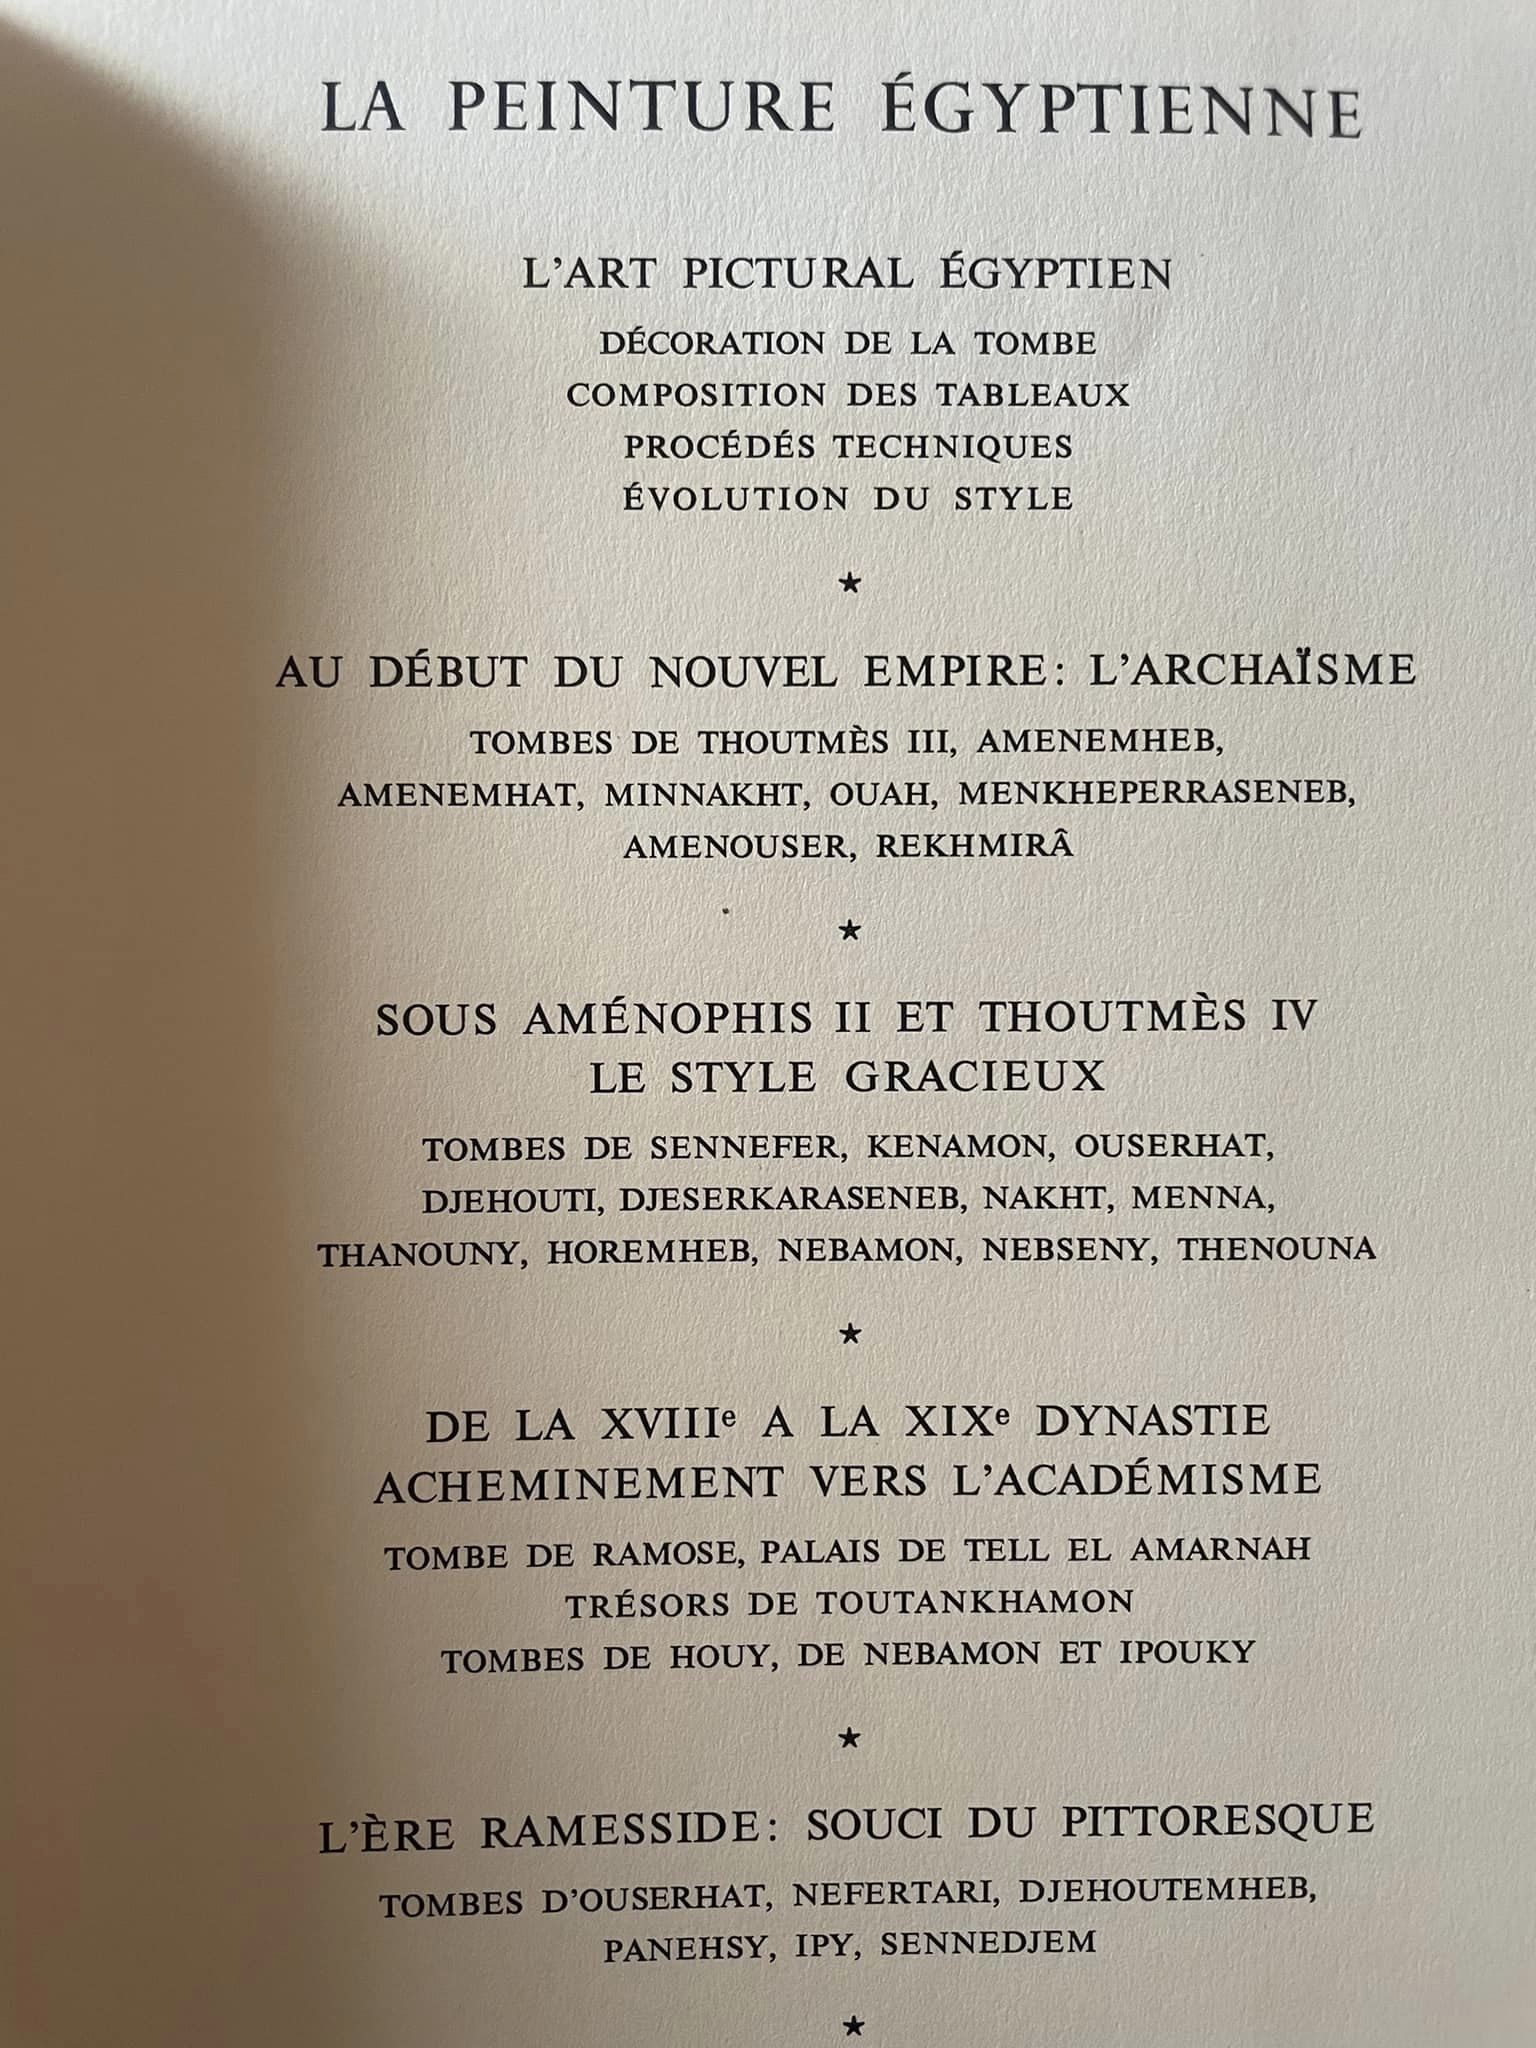 LA PEINTURE ÉGYPTIENNE
L'ART PICTURAL ÉGYPTIEN
DÉCORATION DE LA TOMBE
COMPOSITION DES TABLEAUX
PROCÉDÉS TECHNIQUES
ÉVOLUTION DU STYLE
★
AU DÉBUT DU NOUVEL EMPIRE: L'ARCHAÏSME
TOMBES DE THOUTMÈS III, AMENEMHEB,
AMENEMHAT, MINNAKHT, OUAH, MENKHEPERRASENEB,
AMENOUSER, REKHMIRÂ
★
SOUS AMÉNOPHIS II ET THOUTMÈS IV
LE STYLE GRACIEUX
TOMBES DE SENNEFER, KENAMON, OUSERHAT,
DJEHOUTI, DJESERKARASENEB, NAKHT, MENNA,
THANOUNY, HOREMHEB, NEBAMON, NEBSENY, THENOUNA
★
DE LA XVIIIe A LA XIXe DYNASTIE
ACHEMINEMENT VERS L'ACADÉMISME
TOMBE DE RAMOSE, PALAIS DE TELL EL AMARNAH
TRÉSORS DE TOUTANKHAMON
TOMBES DE HOUY, DE NEBAMON ET IPOUKY
★
L'ÈRE RAMESSIDE: SOUCI DU PITTORESQUE
TOMBES D'OUSERHAT, NEFERTARI, DJEHOUTEMHEB,
PANEHSY, IPY, SENNEDJEM
★